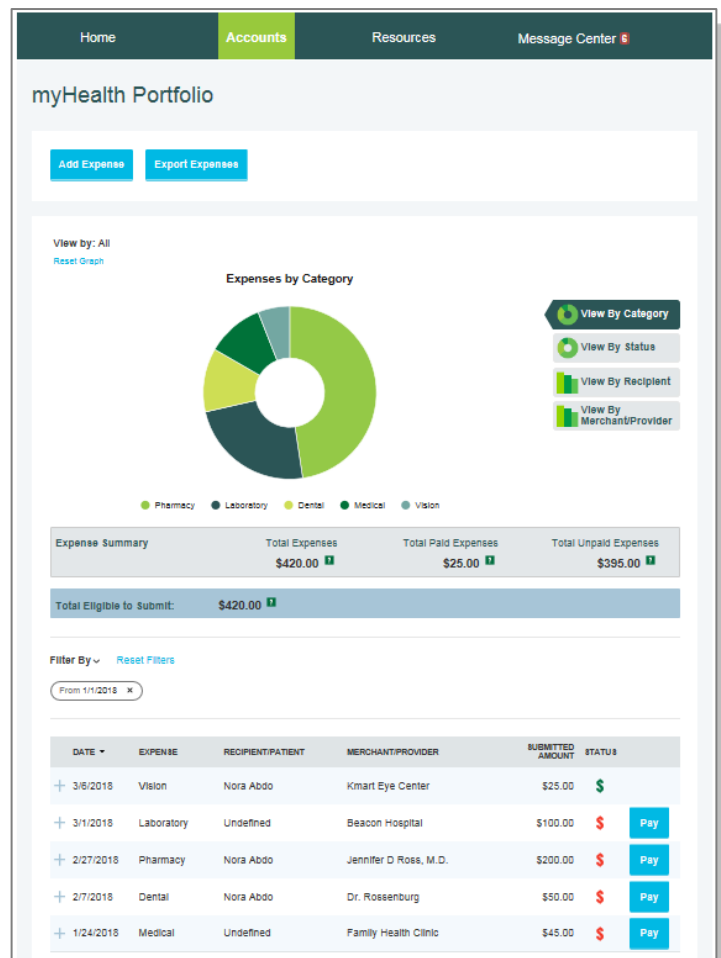 Home Accounts Resources Message Center 6
myHealth Portfolio
Add Expense Export Expenses
View by: All
Reset Graph
Expenses by Category
View By Category
View By Status
View By Recipient
View By
Merchant/Provider
Pharmacy Laboratory Dental Medical Vision
Expense Summary Total Expenses Total Paid Expenses Total Unpaid Expenses
$420.00 ? $25.00 ? $395.00 ?
Total Eligible to Submit: $420.00 ?
Filter By Reset Filters
From 1/1/2018 ×
DATE EXPENSE RECIPIENT/PATIENT MERCHANT/PROVIDER SUBMITTED AMOUNT STATUS
3/6/2018 Vision Nora Abdo Kmart Eye Center $25.00 $
3/1/2018 Laboratory Undefined Beacon Hospital $100.00 $ Pay
2/27/2018 Pharmacy Nora Abdo Jennifer D Ross, M.D. $200.00 $ Pay
2/7/2018 Dental Nora Abdo Dr. Rossenburg $50.00 $ Pay
1/24/2018 Medical Undefined Family Health Clinic $45.00 $ Pay